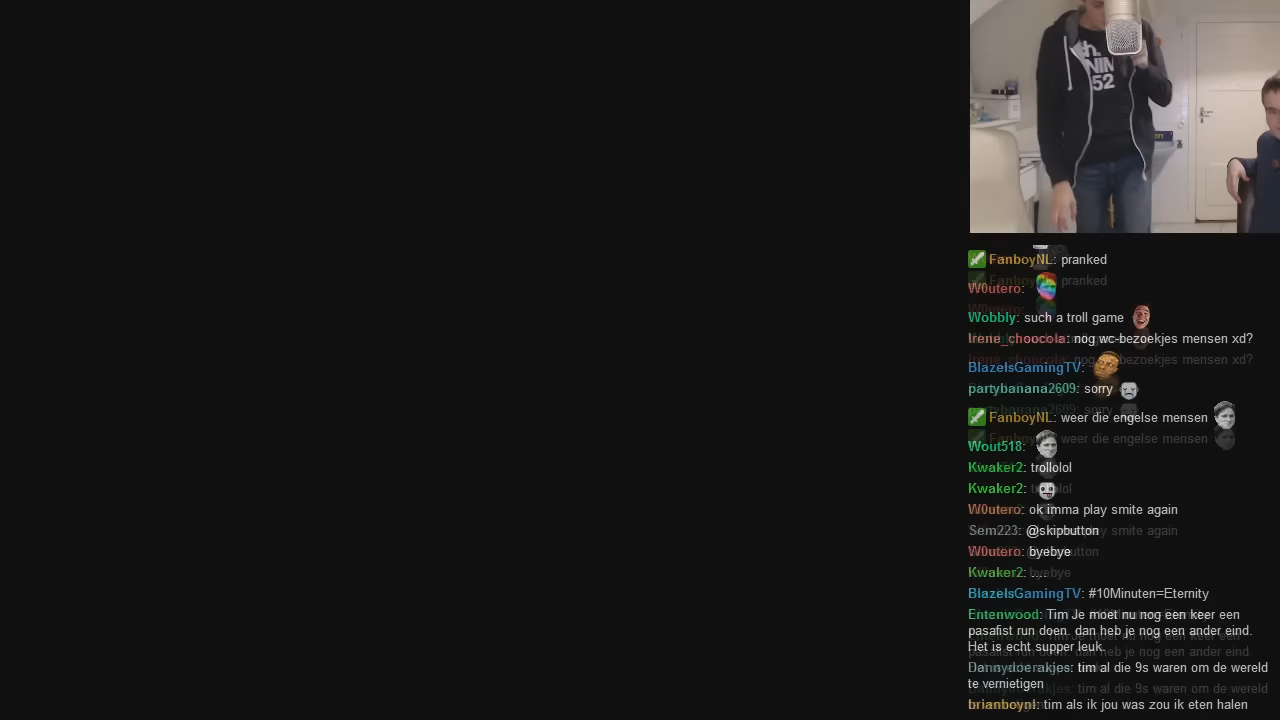 th.
NIN
52
FanboyNL: pranked
W0utero:
Wobbly: such a troll game
Irene_choocola: nög wc-bezoekjes mensen xd?
BlazeIsGamingTV:
partybanana2609: sorry
FanboyNL: weer die engelse mensen
Wout518:
Kwaker2: trollolol
Kwaker2:
W0utero: ok imma play smite again
Sem223: @skipbutton
W0utero: byebye
Kwaker2: ....
BlazeIsGamingTV: #10Minuten=Eternity
Entenwood: Tim Je moet nu nog een keer een
pasafist run doen. dan heb je nog een ander eind.
Het is echt supper leuk.
Dannydoerakjes: tim al die 9s waren om de wereld
te vernietigen
brianboynl: tim als ik jou was zou ik eten halen